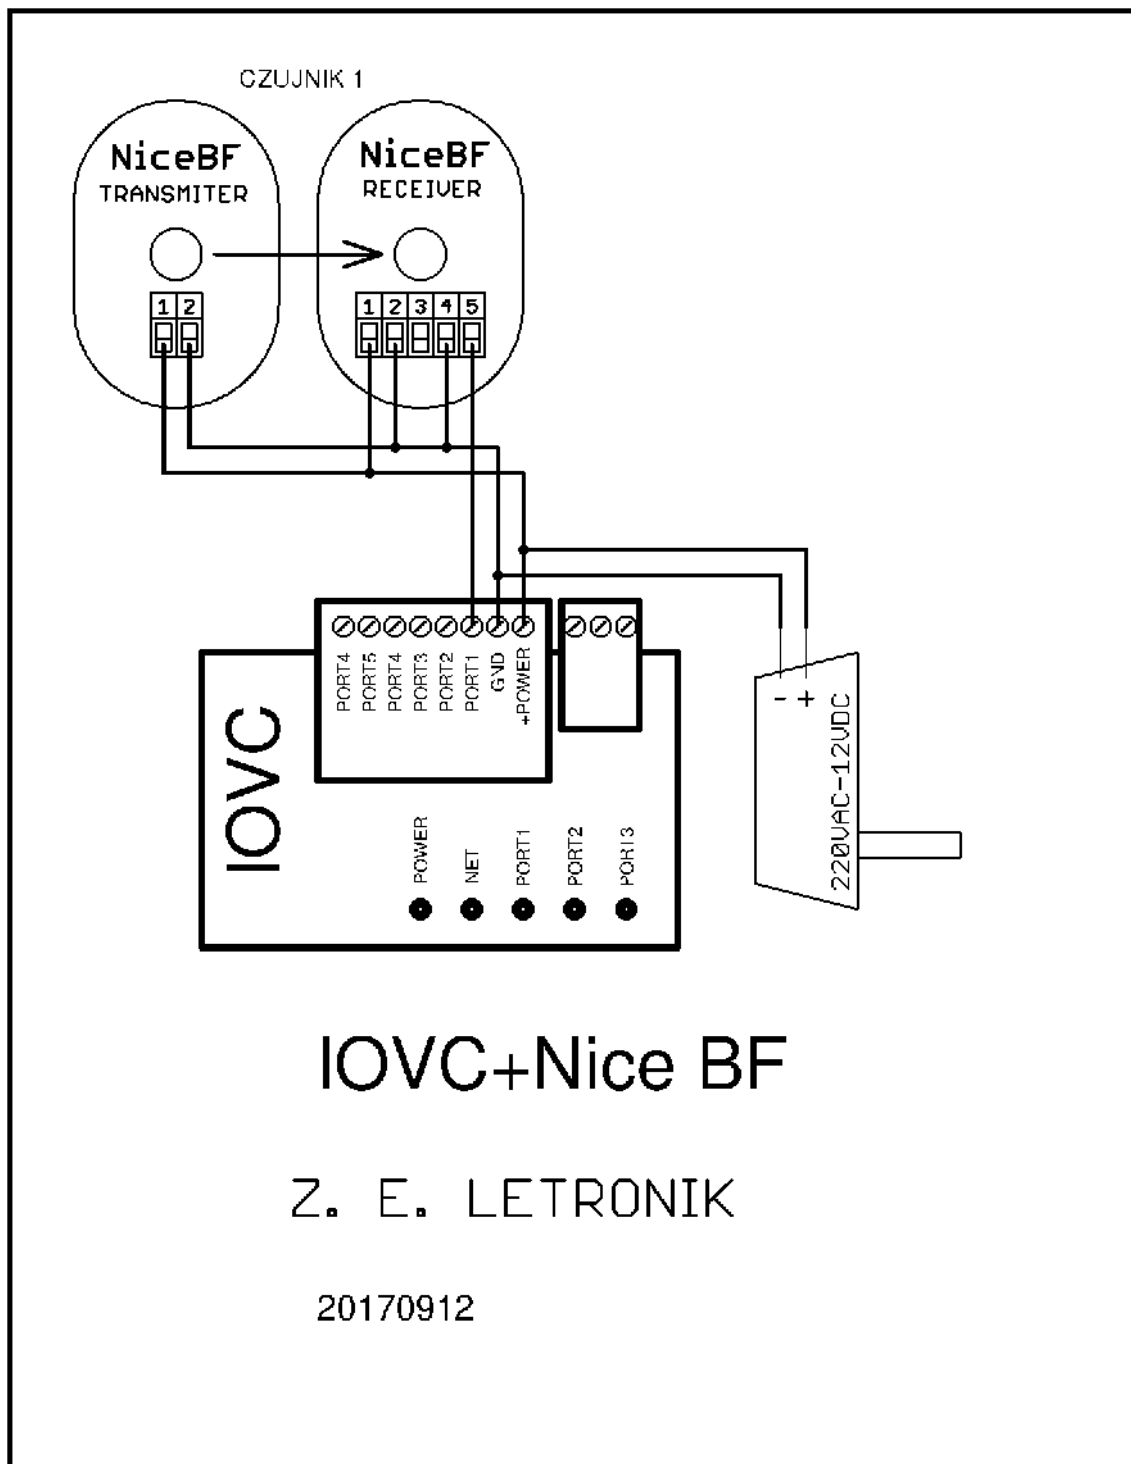 CZUJNIK 1
NiceBF
TRANSMITER
NiceBF
RECEIVER
1 2
1 2 3 4 5
PORT4
PORT5
PORT4
PORT3
PORT2
PORT1
GND
+POWER
IOVC
POWER
NET
PORT1
PORT2
PORT3
- +
220VAC-12VDC
IOVC+Nice BF
Z. E. LETRONIK
20170912